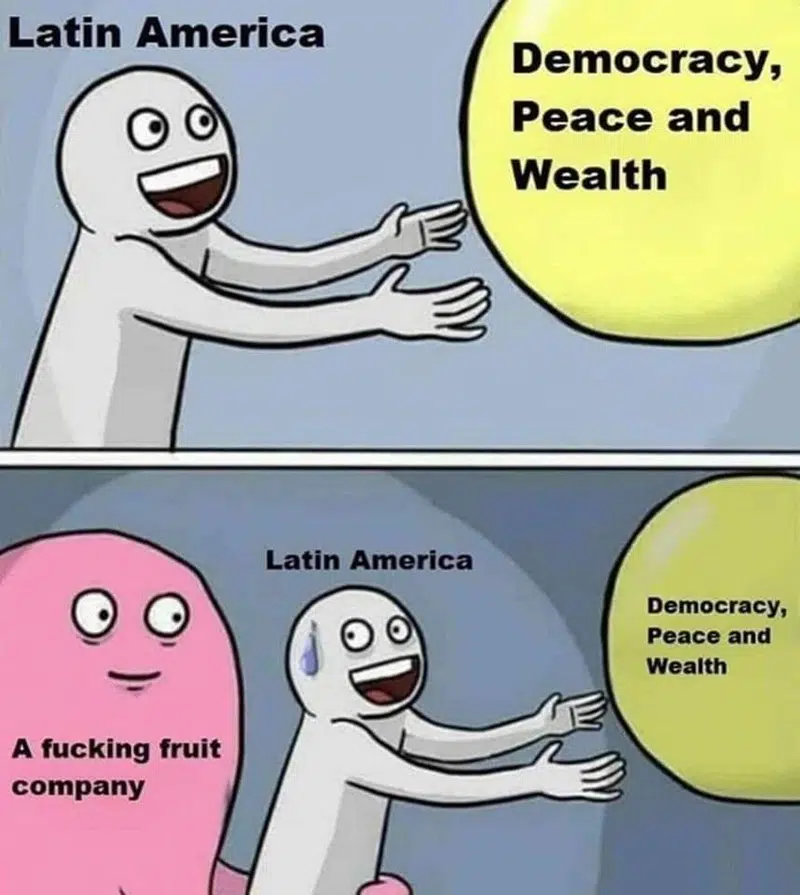 Latin America
Democracy,
Peace and
Wealth
Latin America
Democracy,
Peace and
Wealth
A fucking fruit
company